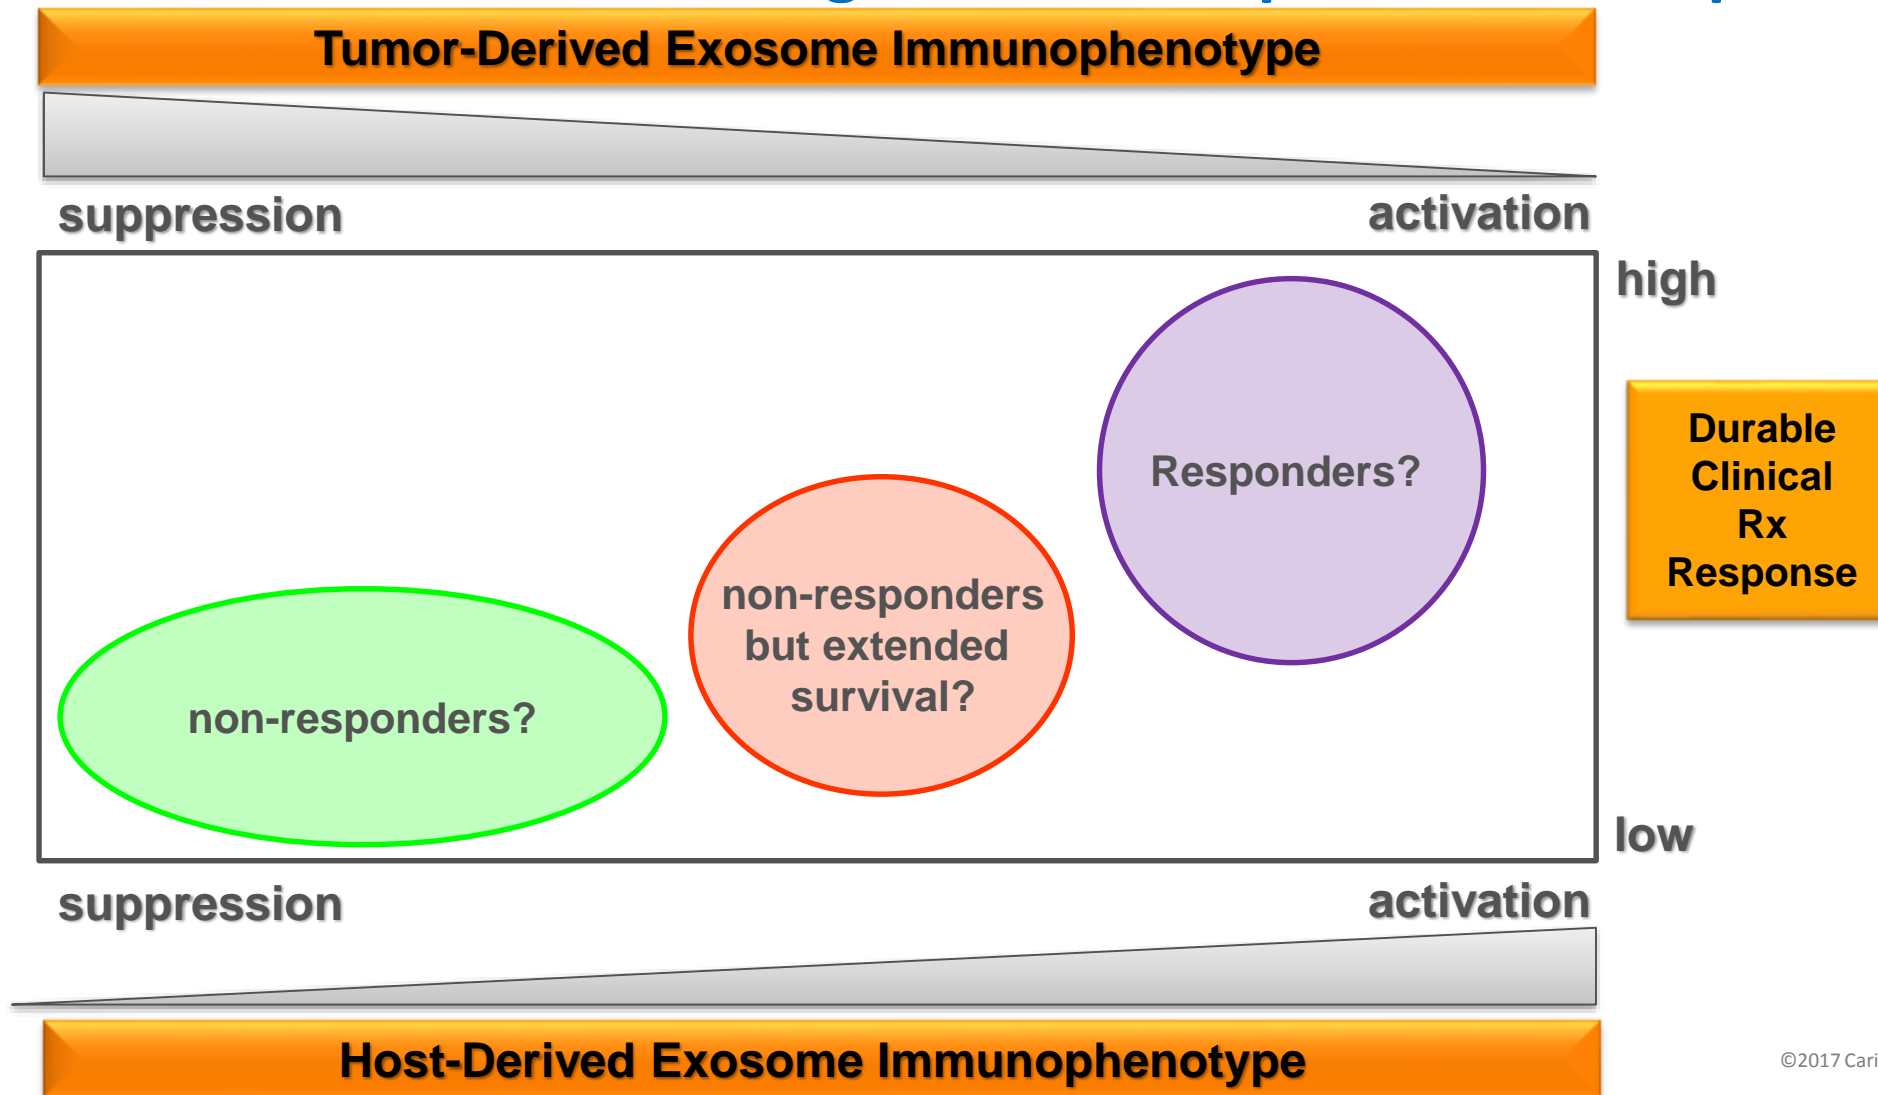 Tumor-Derived Exosome Immunophenotype
suppression
activation
high
Responders?
Durable
Clinical
Rx
Response
non-responders
but extended
survival?
non-responders?
low
suppression
activation
Host-Derived Exosome Immunophenotype
©2017 Cari